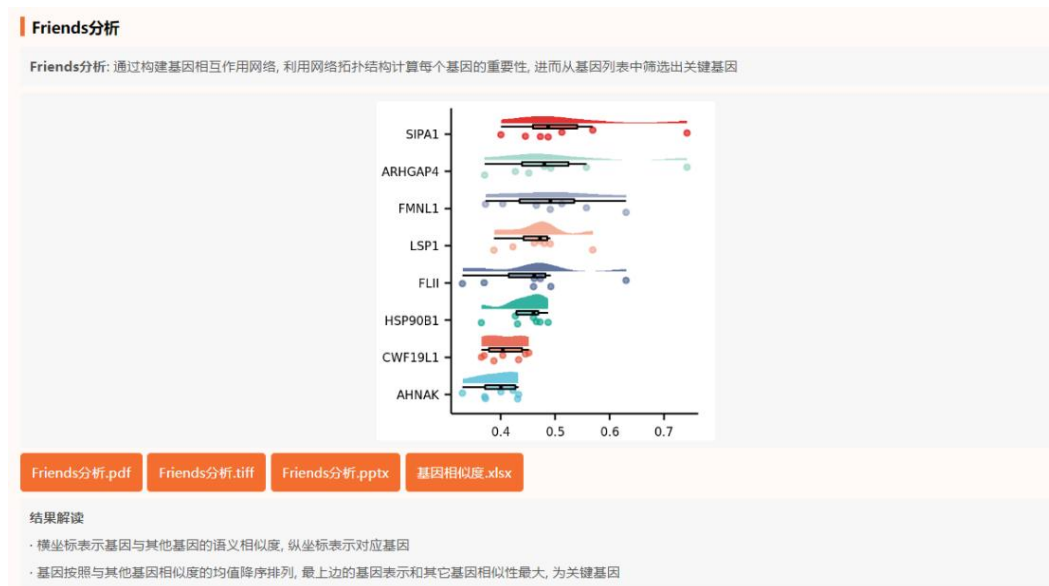 Friends分析
Friends分析: 通过构建基因相互作用网络, 利用网络拓扑结构计算每个基因的重要性, 进而从基因列表中筛选出关键基因
SIPA1
ARHGAP4
FMNL1
LSP1
FLII
HSP90B1
CWF19L1
AHNAK
0.4 0.5 0.6 0.7
Friends分析.pdf Friends分析.tiff Friends分析.pptx 基因相似度.xlsx
结果解读
· 横坐标表示基因与其他基因的语义相似度, 纵坐标表示对应基因
· 基因按照与其他基因相似度的均值降序排列, 最上边的基因表示和其它基因相似性最大, 为关键基因